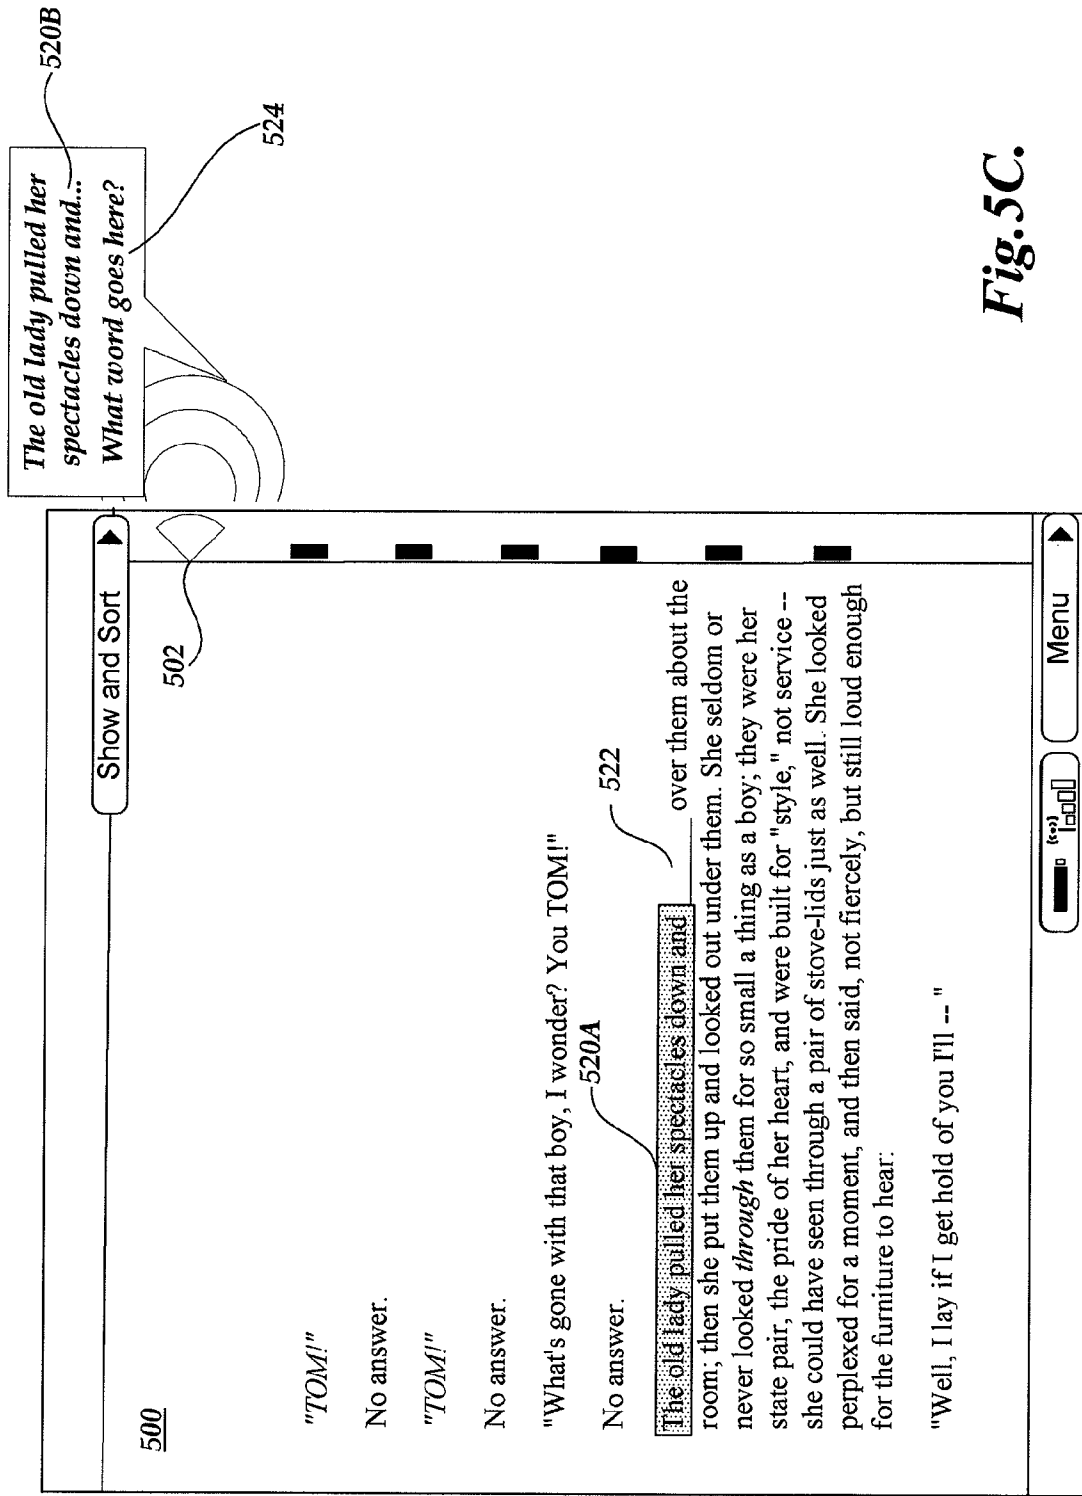 500
Show and Sort
502
The old lady pulled her
spectacles down and...
What word goes here?
520B
524
"TOM!"
No answer.
"TOM!"
No answer.
"What's gone with that boy, I wonder? You TOM!"
No answer.
520A
522
The old lady pulled her spectacles down and ______ over them about the
room; then she put them up and looked out under them. She seldom or
never looked through them for so small a thing as a boy; they were her
state pair, the pride of her heart, and were built for "style," not service --
she could have seen through a pair of stove-lids just as well. She looked
perplexed for a moment, and then said, not fiercely, but still loud enough
for the furniture to hear:
"Well, I lay if I get hold of you I'll -- "
Menu
Fig.5C.